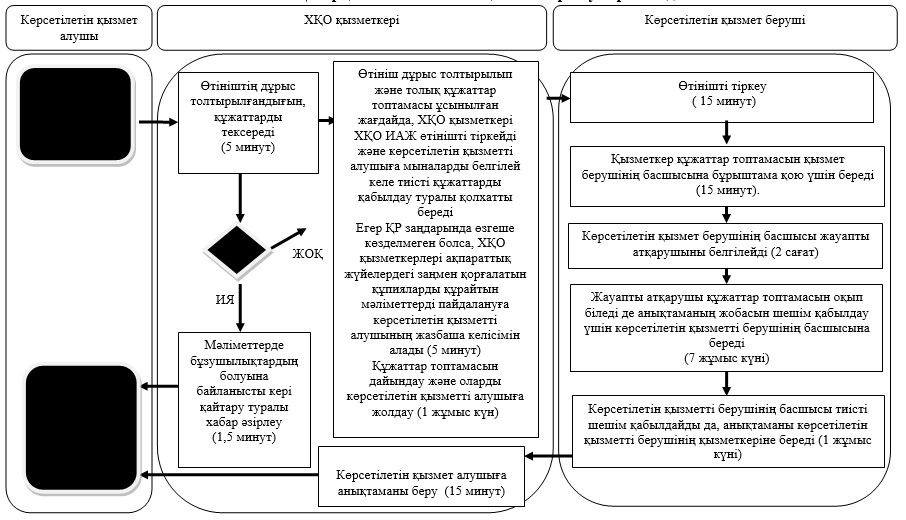 Көрсетілетін қызмет
алушы
ХҚО қызметкері
Көрсетілетін қызмет беруші
Өтініштің дұрыс
толтырылғандығын,
құжаттарды
тексереді
(5 минут)
ЖОҚ
ИЯ
Мәліметтерде
бұзушылықтардың
болуына
байланысты кері
қайтару туралы
хабар әзірлеу
(1,5 минут)
Өтініш дұрыс толтырылып
және толық құжаттар
топтамасы ұсынылған
жағдайда, ХҚО қызметкері
ХҚО ИАЖ өтінішті тіркейді
және көрсетілетін қызметті
алушыға мыналарды белгілей
келе тиісті құжаттарды
қабылдау туралы қолхатты
береді
Егер ҚР заңдарында өзгеше
көзделмеген болса, ХҚО
қызметкерлері ақпараттық
жүйелердегі заңмен қорғалатын
құпияларды құрайтын
мәліметтерді пайдалануға
көрсетілетін қызметті
алушының жазбаша келісімін
алады (5 минут)
Құжаттар топтамасын
дайындау және оларды
көрсетілетін қызметті алушыға
жолдау (1 жұмыс күн)
Көрсетілетін қызмет алушыға
анықтаманы беру (15 минут)
Өтінішті тіркеу
( 15 минут)
Қызметкер құжаттар топтамасын қызмет
берушінің басшысына бұрыштама қою үшін береді
(15 минут).
Көрсетілетін қызмет берушінің басшысы жауапты
атқарушыны белгілейді (2 сағат)
Жауапты атқарушы құжаттар топтамасын оқып
біледі де анықтаманың жобасын шешім қабылдау
үшін көрсетілетін қызметті берушінің басшысына
береді
(7 жұмыс күні)
Көрсетілетін қызметті берушінің басшысы тиісті
шешім қабылдайды да, анықтаманы көрсетілетін
қызметті берушінің қызметкеріне береді (1 жұмыс
күні)